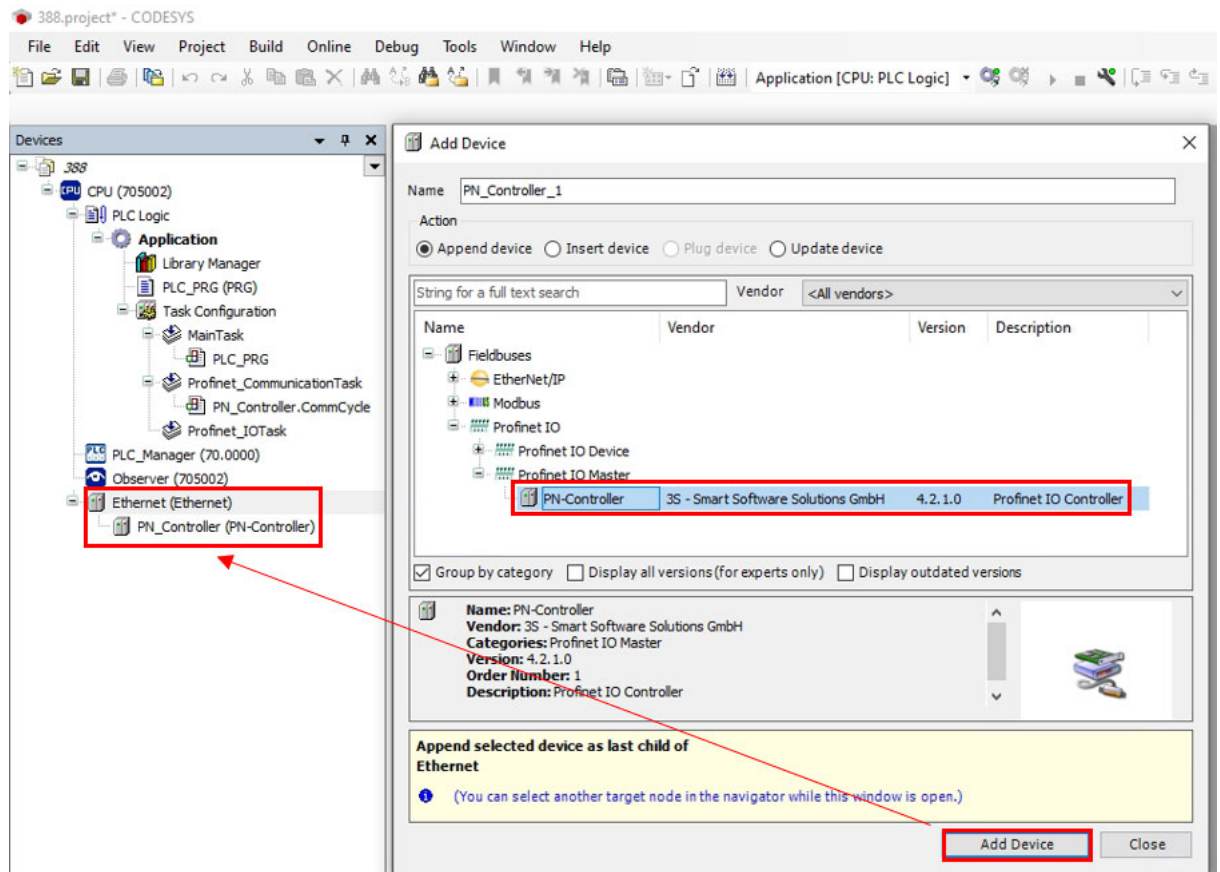 388.project* - CODESYS
File Edit View Project Build Online Debug Tools Window Help
Application [CPU: PLC Logic]
Devices
388
CPU (705002)
PLC Logic
Application
Library Manager
PLC_PRG (PRG)
Task Configuration
MainTask
PLC_PRG
Profinet_CommunicationTask
PN_Controller.CommCycle
Profinet_IOTask
PLC_Manager (70.0000)
Observer (705002)
Ethernet (Ethernet)
PN_Controller (PN-Controller)
Add Device
Name PN_Controller_1
Action
Append device Insert device Plug device Update device
String for a full text search Vendor <All vendors>
Name Vendor Version Description
Fieldbuses
EtherNet/IP
Modbus
Profinet IO
Profinet IO Device
Profinet IO Master
PN-Controller 3S - Smart Software Solutions GmbH 4.2.1.0 Profinet IO Controller
Group by category Display all versions (for experts only) Display outdated versions
Name: PN-Controller
Vendor: 3S - Smart Software Solutions GmbH
Categories: Profinet IO Master
Version: 4.2.1.0
Order Number: 1
Description: Profinet IO Controller
Append selected device as last child of
Ethernet
(You can select another target node in the navigator while this window is open.)
Add Device Close